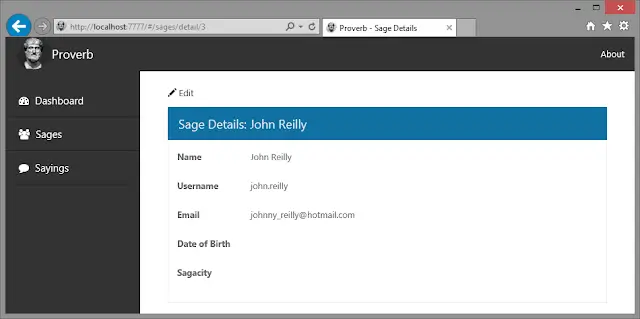 http://localhost:7777/#/sages/detail/3
Proverb - Sage Details
Proverb
About
Dashboard
Sages
Sayings
Edit
Sage Details: John Reilly
Name John Reilly
Username john.reilly
Email johnny_reilly@hotmail.com
Date of Birth
Sagacity